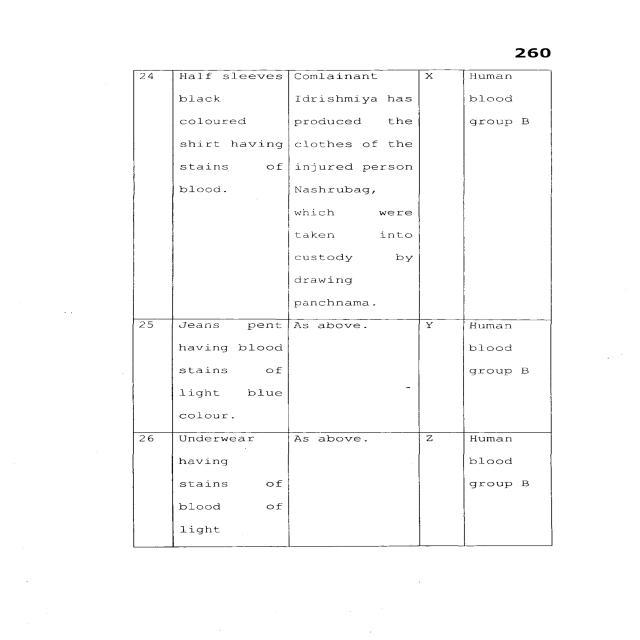 260
24 Half sleeves Comlainant X Human
black Idrishmiya has blood
coloured produced the group B
shirt having clothes of the
stains of injured person
blood. Nashrubag,
which were
taken into
custody by
drawing
panchnama.
25 Jeans pent As above. Y Human
having blood blood
stains of group B
light blue
colour.
26 Underwear As above. Z Human
having blood
stains of group B
blood of
light